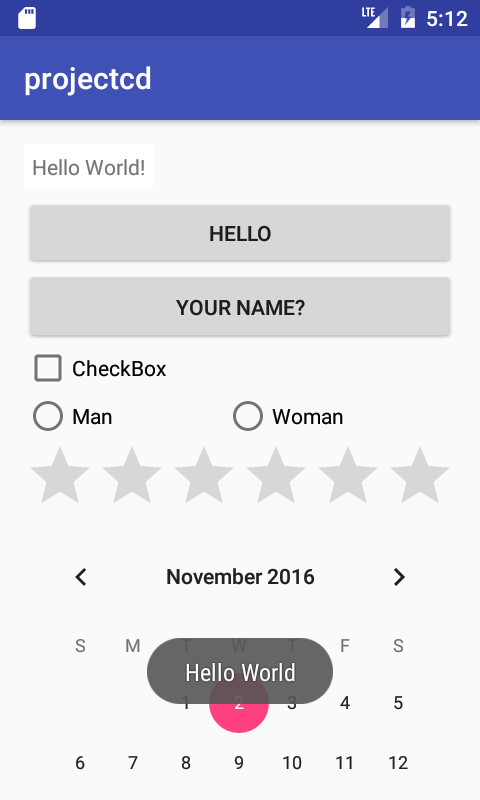 LTE 5:12
projectcd
Hello World!
HELLO
YOUR NAME?
CheckBox
Man Woman
November 2016
S M T W T F S
Hello World
1 2 3 4 5
6 7 8 9 10 11 12